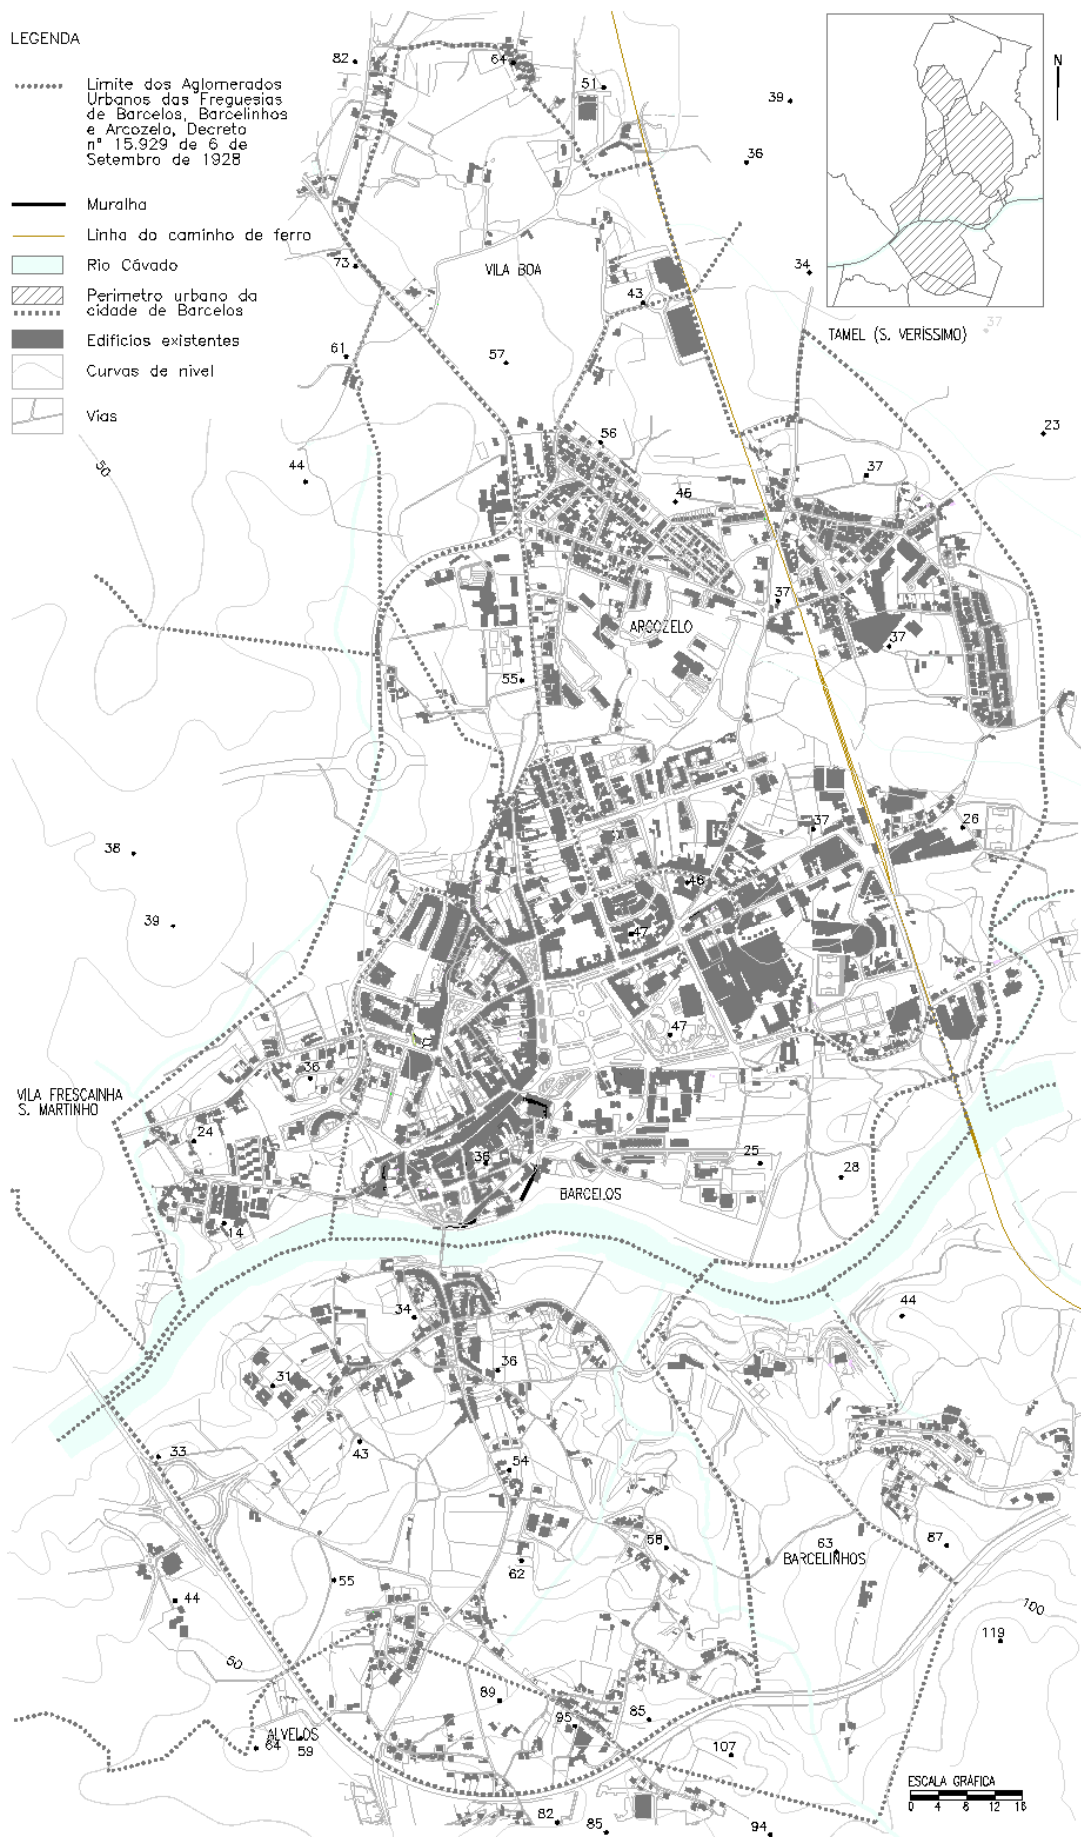 LEGENDA
Limite dos Aglomerados
Urbanos das Freguesias
de Barcelos, Barcelinhos
e Arcozelo, Decreto
nº 15.929 de 6 de
Setembro de 1928
Muralha
Linha do caminho de ferro
Rio Cávado
Perimetro urbano da
cidade de Barcelos
Edificios existentes
Curvas de nivel
Vias
N
82
64
51
39
36
73
VILA BOA
43
34
37
TAMEL (S. VERÍSSIMO)
61
57
23
50
44
56
45
37
37
ARCOZELO
37
55
38
37
26
46
39
47
47
36
VILA FRESCAINHA
S. MARTINHO
24
36
25
28
BARCELOS
14
34
44
36
31
43
33
54
58
63
BARCELINHOS
87
62
55
44
100
119
50
89
85
95
ALVELOS
64
59
107
ESCALA GRÁFICA
0 4 8 12 16
82
85
94